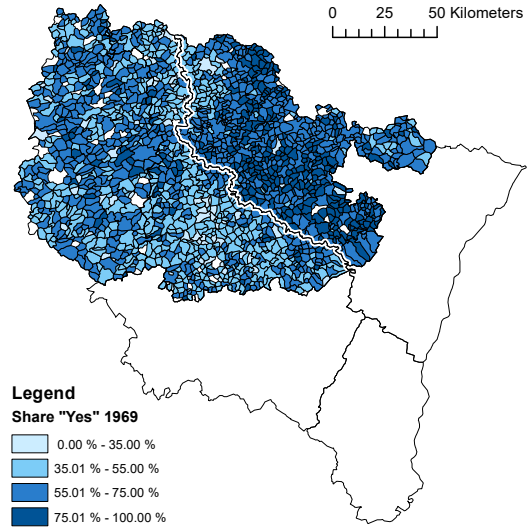 0 25 50 Kilometers
Legend
Share "Yes" 1969
0.00 % - 35.00 %
35.01 % - 55.00 %
55.01 % - 75.00 %
75.01 % - 100.00 %